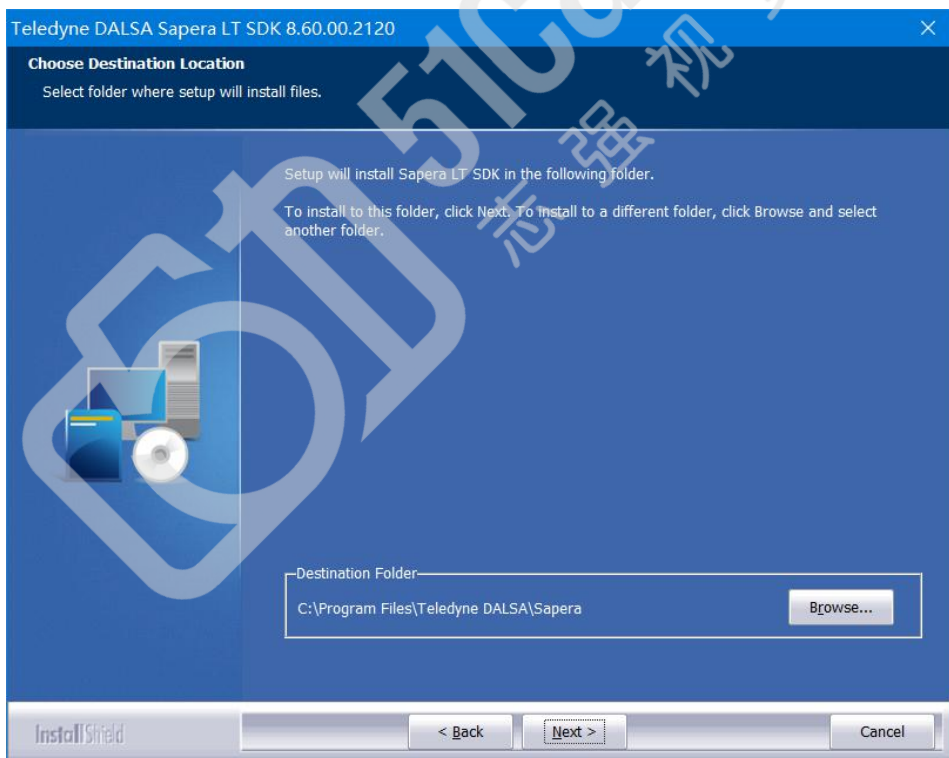 Teledyne DALSA Sapera LT SDK 8.60.00.2120
Choose Destination Location
Select folder where setup will install files.
Setup will install Sapera LT SDK in the following folder.
To install to this folder, click Next. To install to a different folder, click Browse and select
another folder.
Destination Folder
C:\Program Files\Teledyne DALSA\Sapera
Browse...
InstallShield
< Back
Next >
Cancel
志强视